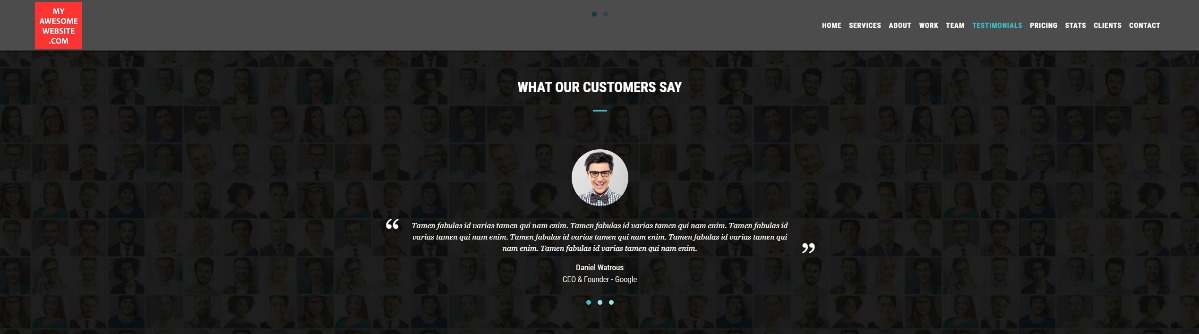 MY
AWESOME
WEBSITE
.COM
HOME SERVICES ABOUT WORK TEAM TESTIMONIALS PRICING STATS CLIENTS CONTACT
WHAT OUR CUSTOMERS SAY
“ Tamen fabulas id varias tamen qui nam enim. Tamen fabulas id varias tamen qui nam enim. Tamen fabulas id
varias tamen qui nam enim. Tamen fabulas id varias tamen qui nam enim. Tamen fabulas id varias tamen qui
nam enim. Tamen fabulas id varias tamen qui nam enim. ”
Daniel Watrous
CEO & Founder - Google